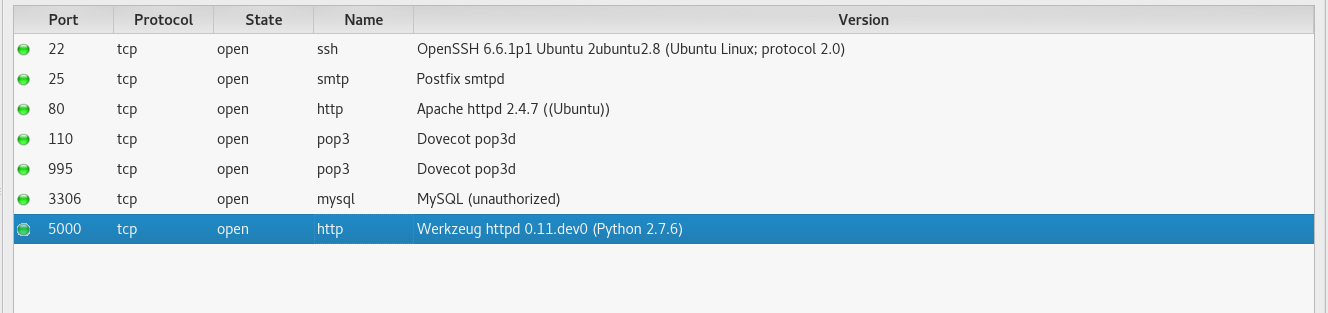 Port Protocol State Name Version
22 tcp open ssh OpenSSH 6.6.1p1 Ubuntu 2ubuntu2.8 (Ubuntu Linux; protocol 2.0)
25 tcp open smtp Postfix smtpd
80 tcp open http Apache httpd 2.4.7 ((Ubuntu))
110 tcp open pop3 Dovecot pop3d
995 tcp open pop3 Dovecot pop3d
3306 tcp open mysql MySQL (unauthorized)
5000 tcp open http Werkzeug httpd 0.11.dev0 (Python 2.7.6)